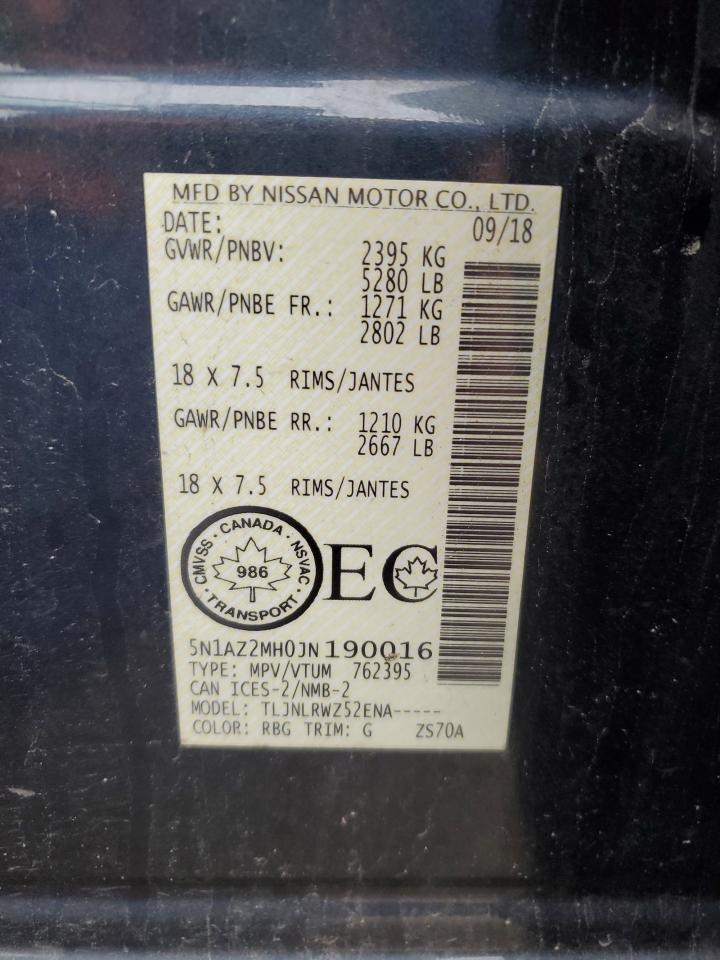 MFD BY NISSAN MOTOR CO., LTD.
DATE: 09/18
GVWR/PNBV: 2395 KG
5280 LB
GAWR/PNBE FR.: 1271 KG
2802 LB
18 X 7.5 RIMS/JANTES
GAWR/PNBE RR.: 1210 KG
2667 LB
18 X 7.5 RIMS/JANTES
CMVSS · CANADA · NSVAC
986
TRANSPORT
EC
5N1AZ2MH0JN190016
TYPE: MPV/VTUM 762395
CAN ICES-2/NMB-2
MODEL: TLJNLRWZ52ENA-----
COLOR: RBG TRIM: G ZS70A